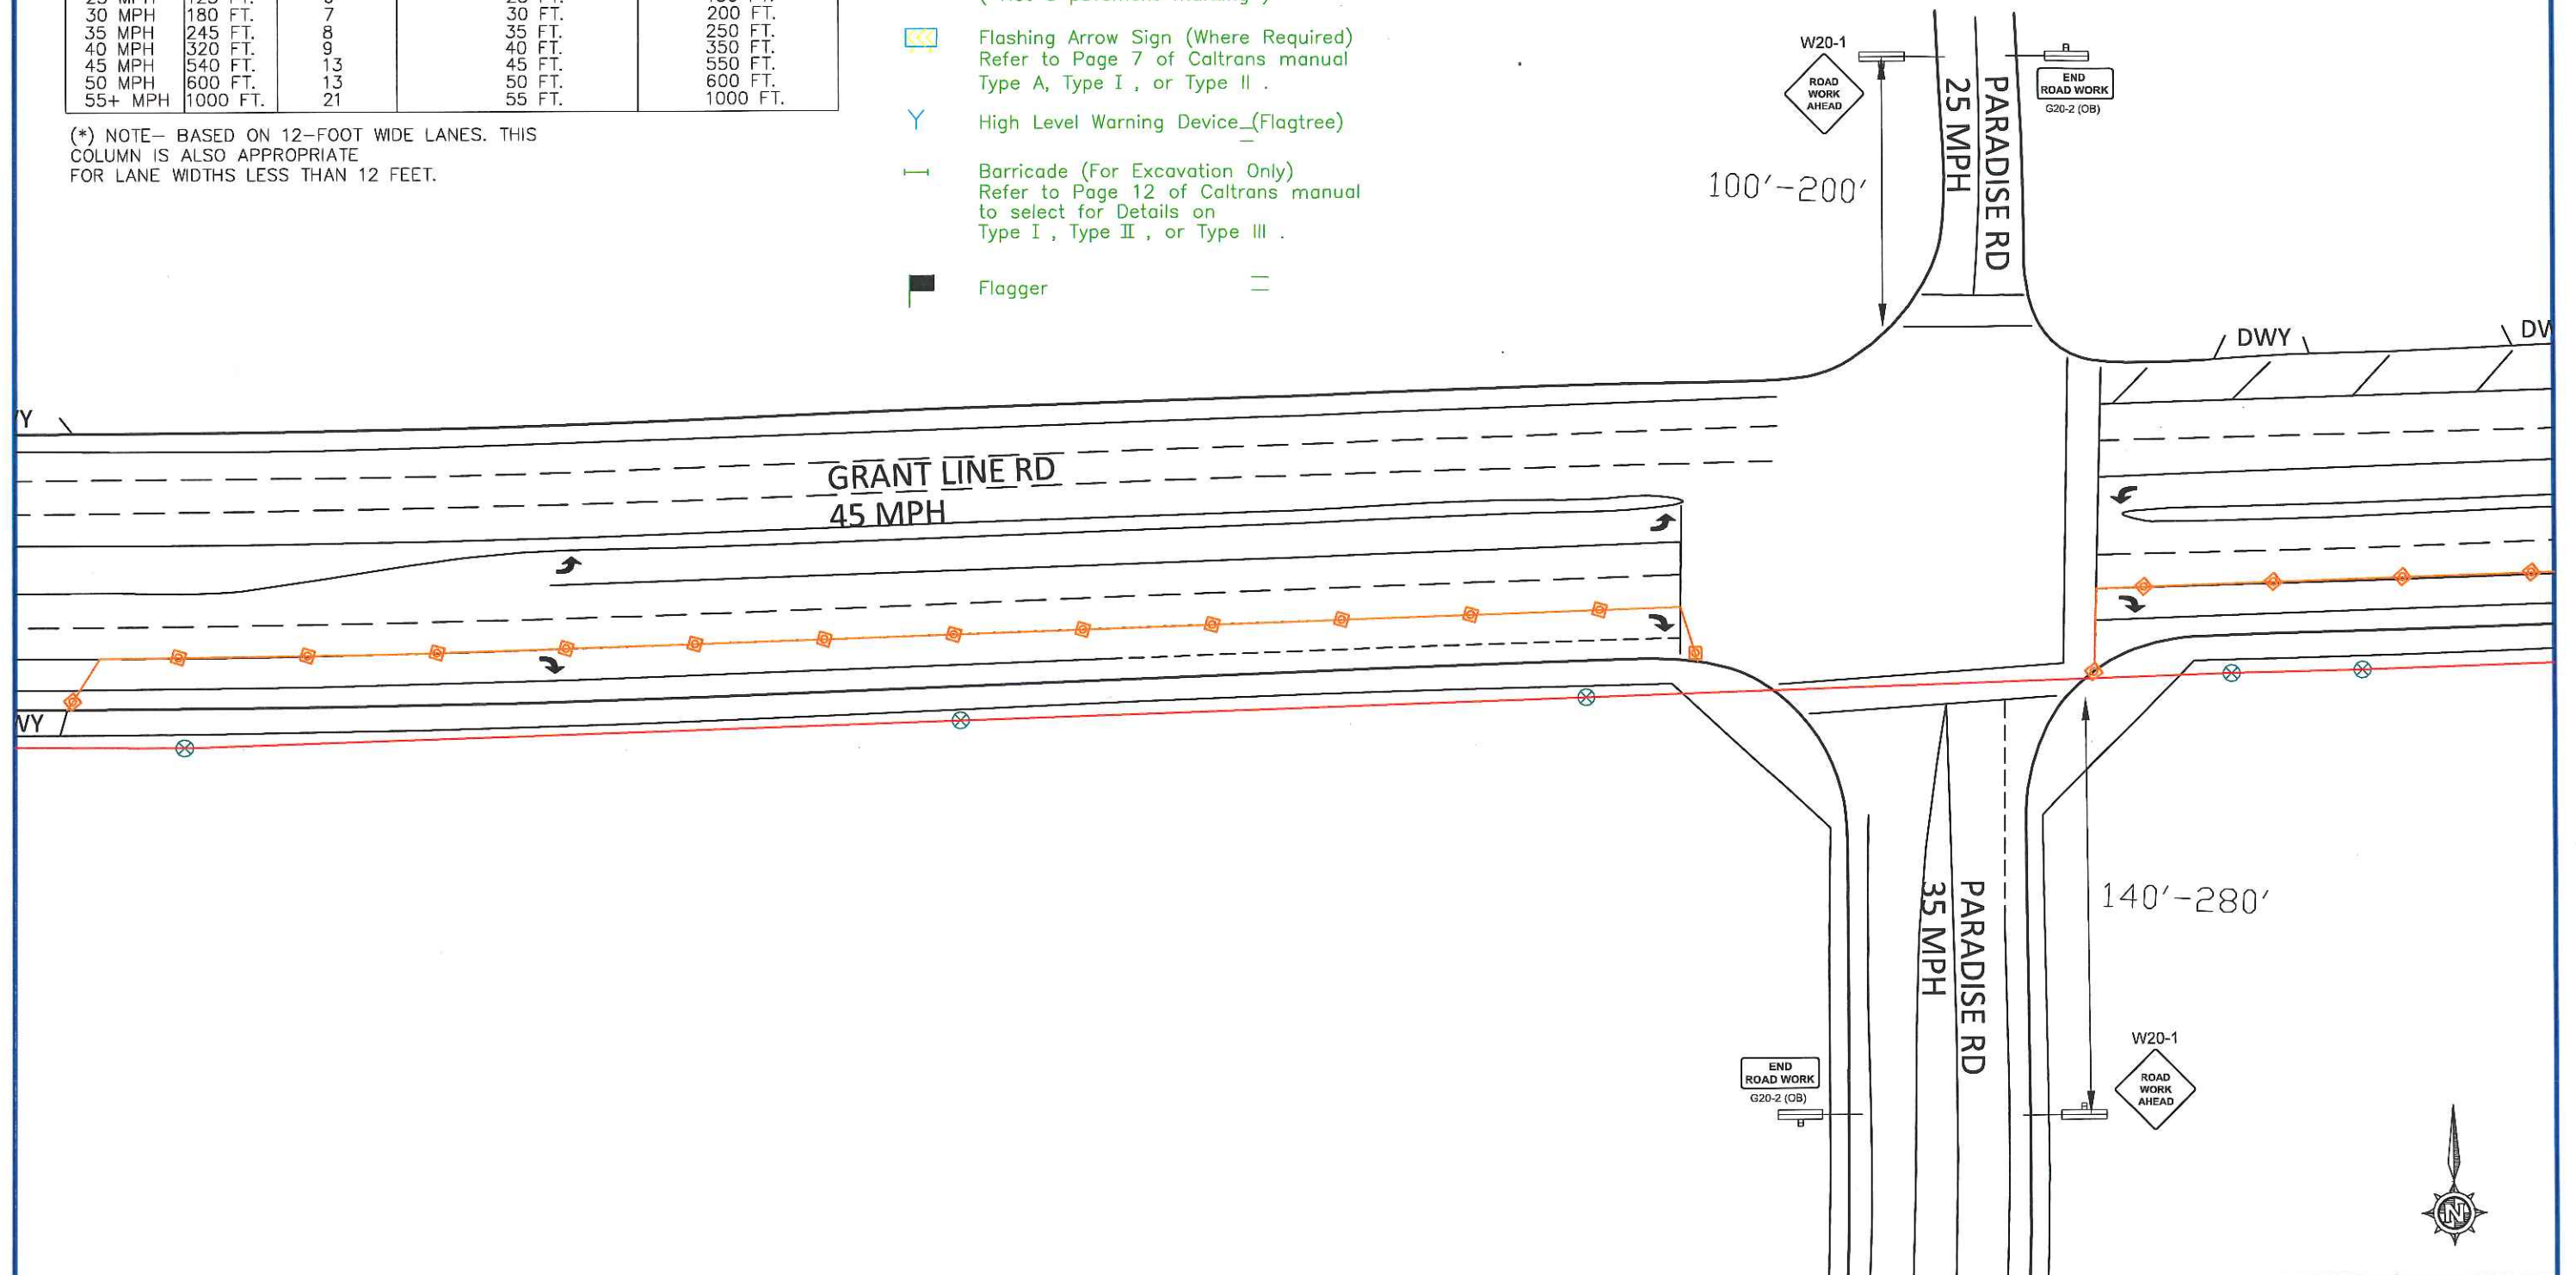 30 MPH 180 FT. 7 30 FT. 200 FT.
35 MPH 245 FT. 8 35 FT. 250 FT.
40 MPH 320 FT. 9 40 FT. 350 FT.
45 MPH 540 FT. 13 45 FT. 550 FT.
50 MPH 600 FT. 13 50 FT. 600 FT.
55+ MPH 1000 FT. 21 55 FT. 1000 FT.
(*) NOTE– BASED ON 12–FOOT WIDE LANES. THIS
COLUMN IS ALSO APPROPRIATE
FOR LANE WIDTHS LESS THAN 12 FEET.
Flashing Arrow Sign (Where Required)
Refer to Page 7 of Caltrans manual
Type A, Type I , or Type II .
High Level Warning Device_(Flagtree)
Barricade (For Excavation Only)
Refer to Page 12 of Caltrans manual
to select for Details on
Type I , Type II , or Type III .
Flagger
W20-1
ROAD
WORK
AHEAD
END
ROAD WORK
G20-2 (OB)
25 MPH
PARADISE RD
100'–200'
DWY
GRANT LINE RD
45 MPH
35 MPH
PARADISE RD
140'–280'
END
ROAD WORK
G20-2 (OB)
W20-1
ROAD
WORK
AHEAD
N